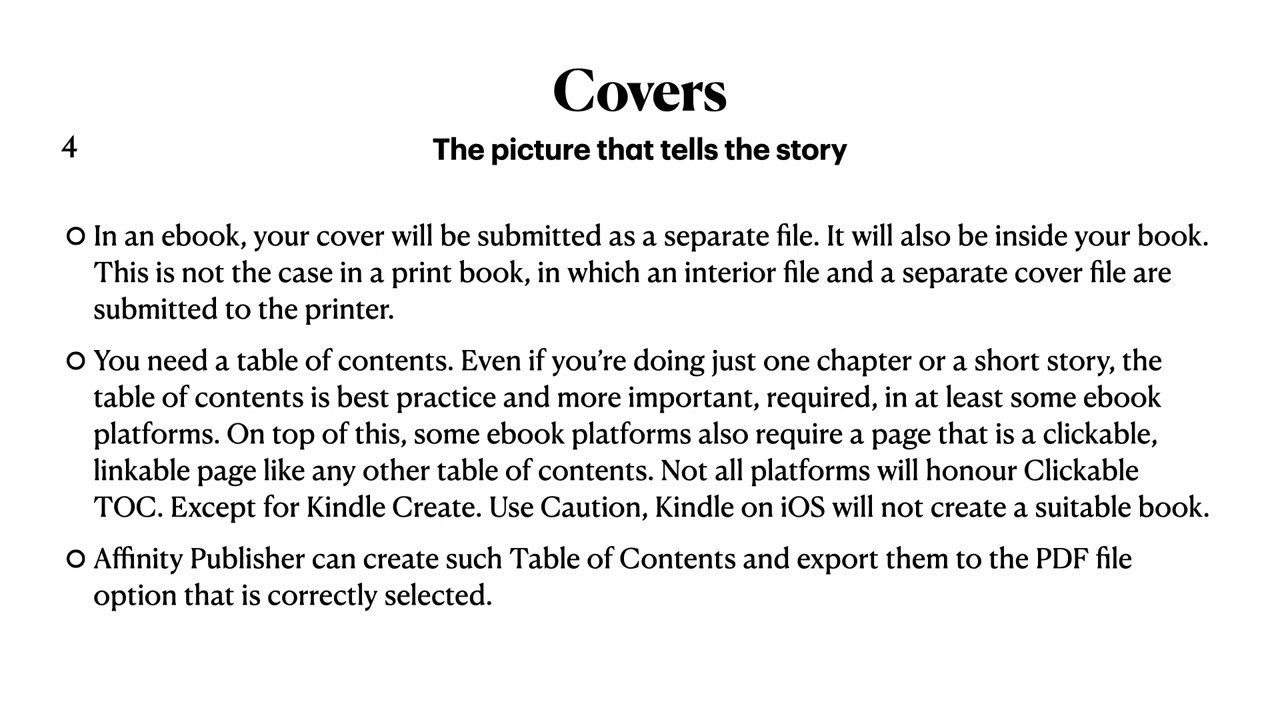 Covers
4
The picture that tells the story
In an ebook, your cover will be submitted as a separate file. It will also be inside your book.
This is not the case in a print book, in which an interior file and a separate cover file are
submitted to the printer.
You need a table of contents. Even if you’re doing just one chapter or a short story, the
table of contents is best practice and more important, required, in at least some ebook
platforms. On top of this, some ebook platforms also require a page that is a clickable,
linkable page like any other table of contents. Not all platforms will honour Clickable
TOC. Except for Kindle Create. Use Caution, Kindle on iOS will not create a suitable book.
Affinity Publisher can create such Table of Contents and export them to the PDF file
option that is correctly selected.